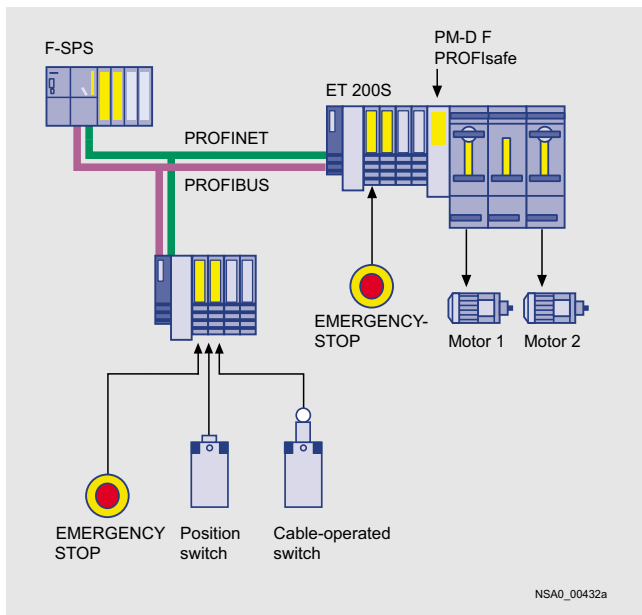 F-SPS
PM-D F
PROFIsafe
ET 200S
PROFINET
PROFIBUS
EMERGENCY-
STOP
Motor 1
Motor 2
EMERGENCY
STOP
Position
switch
Cable-operated
switch
NSA0_00432a